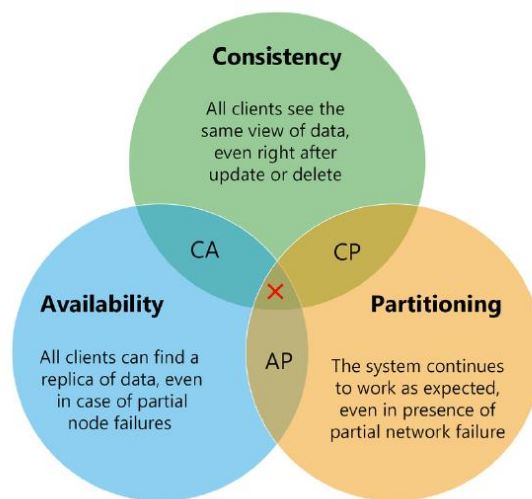 Consistency
All clients see the
same view of data,
even right after
update or delete
CA
CP
Availability
All clients can find a
replica of data, even
in case of partial
node failures
AP
Partitioning
The system continues
to work as expected,
even in presence of
partial network failure